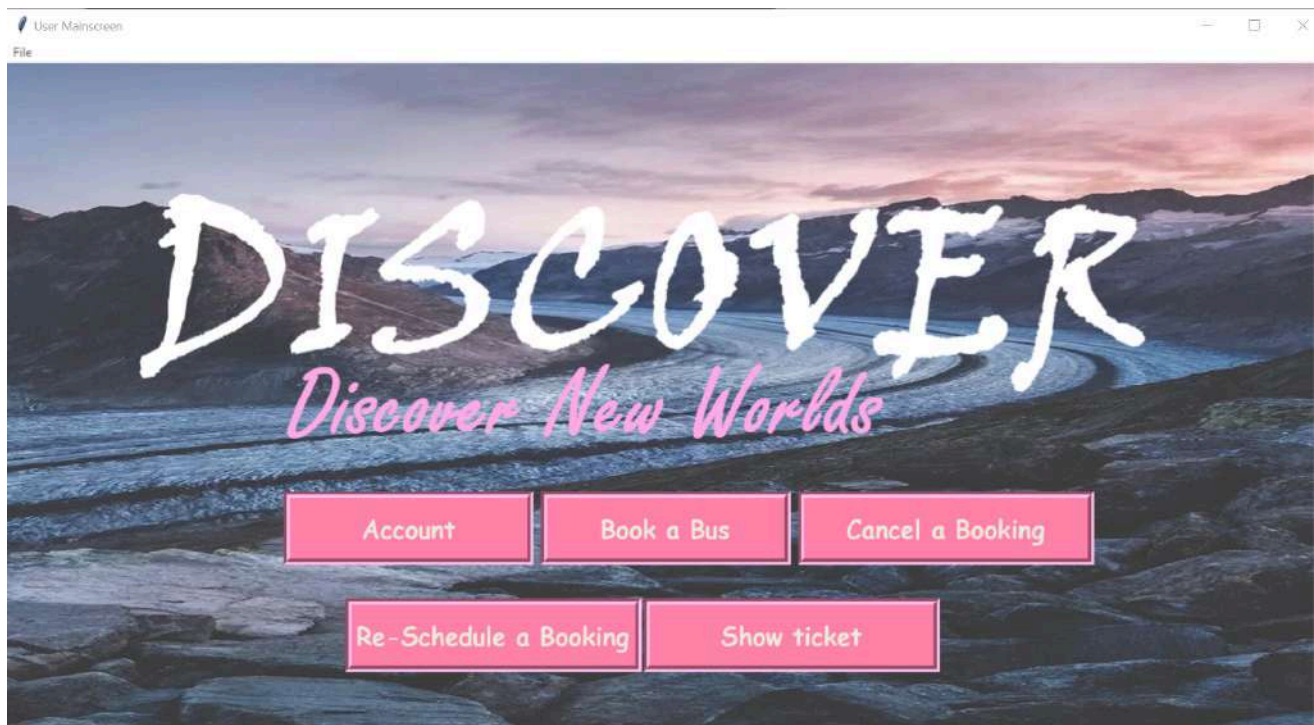 User Mainscreen
File
DISCOVER
Discover New Worlds
Account Book a Bus Cancel a Booking
Re-Schedule a Booking Show ticket